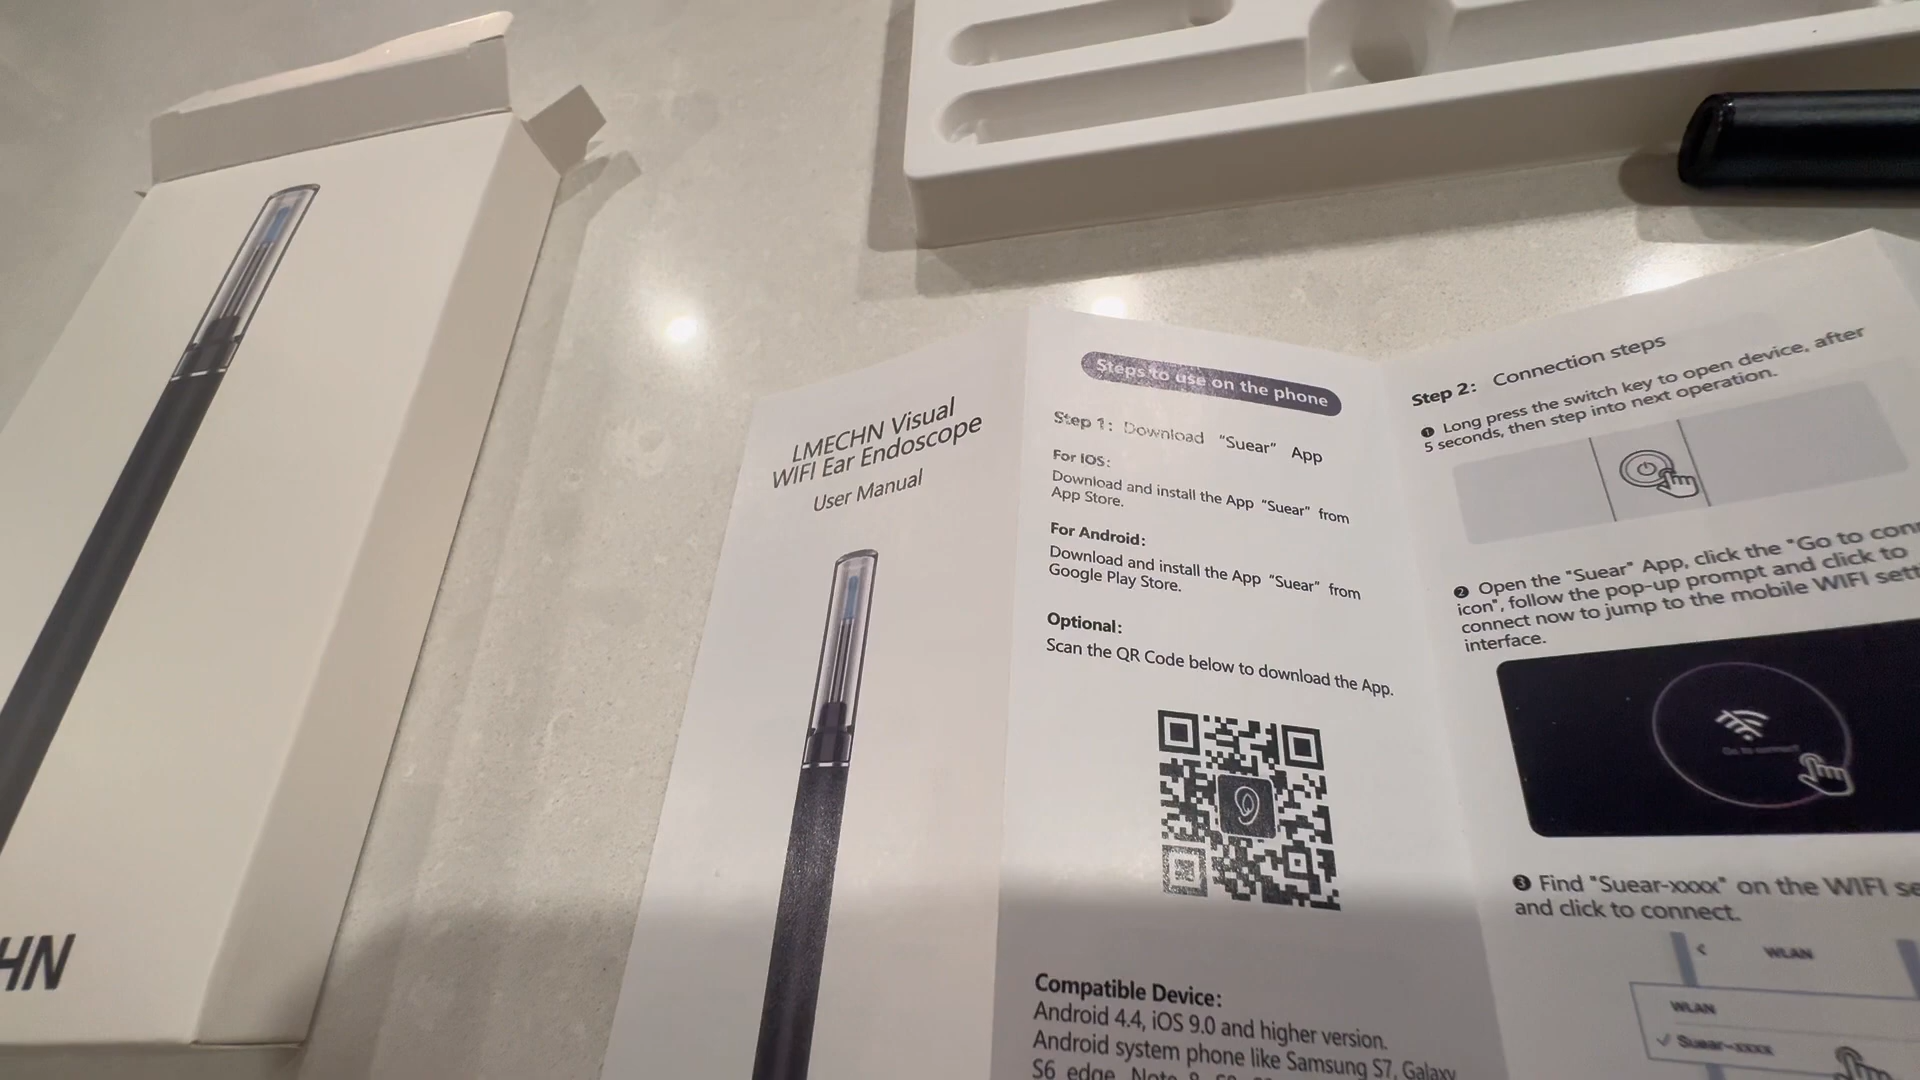 HN
LMECHN Visual
WIFI Ear Endoscope
User Manual
Steps to use on the phone
Step 1: Download “Suear” App
For IOS:
Download and install the App “Suear” from
App Store.
For Android:
Download and install the App “Suear” from
Google Play Store.
Optional:
Scan the QR Code below to download the App.
Compatible Device:
Android 4.4, iOS 9.0 and higher version.
Android system phone like Samsung S7, Galaxy
S6 edge, Note 8,
Step 2: Connection steps
❶ Long press the switch key to open device, after
5 seconds, then step into next operation.
❷ Open the "Suear" App, click the "Go to
icon", follow the pop-up prompt and click to
connect now to jump to the mobile WIFI
interface.
Go to connect
❸ Find "Suear-xxxx" on the WIFI
and click to connect.
< WLAN
WLAN
✓ Suear-xxxx